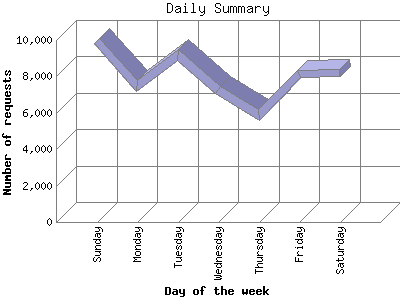 Daily Summary
Number of requests
10,000
8,000
6,000
4,000
2,000
0
Sunday
Monday
Tuesday
Wednesday
Thursday
Friday
Saturday
Day of the week